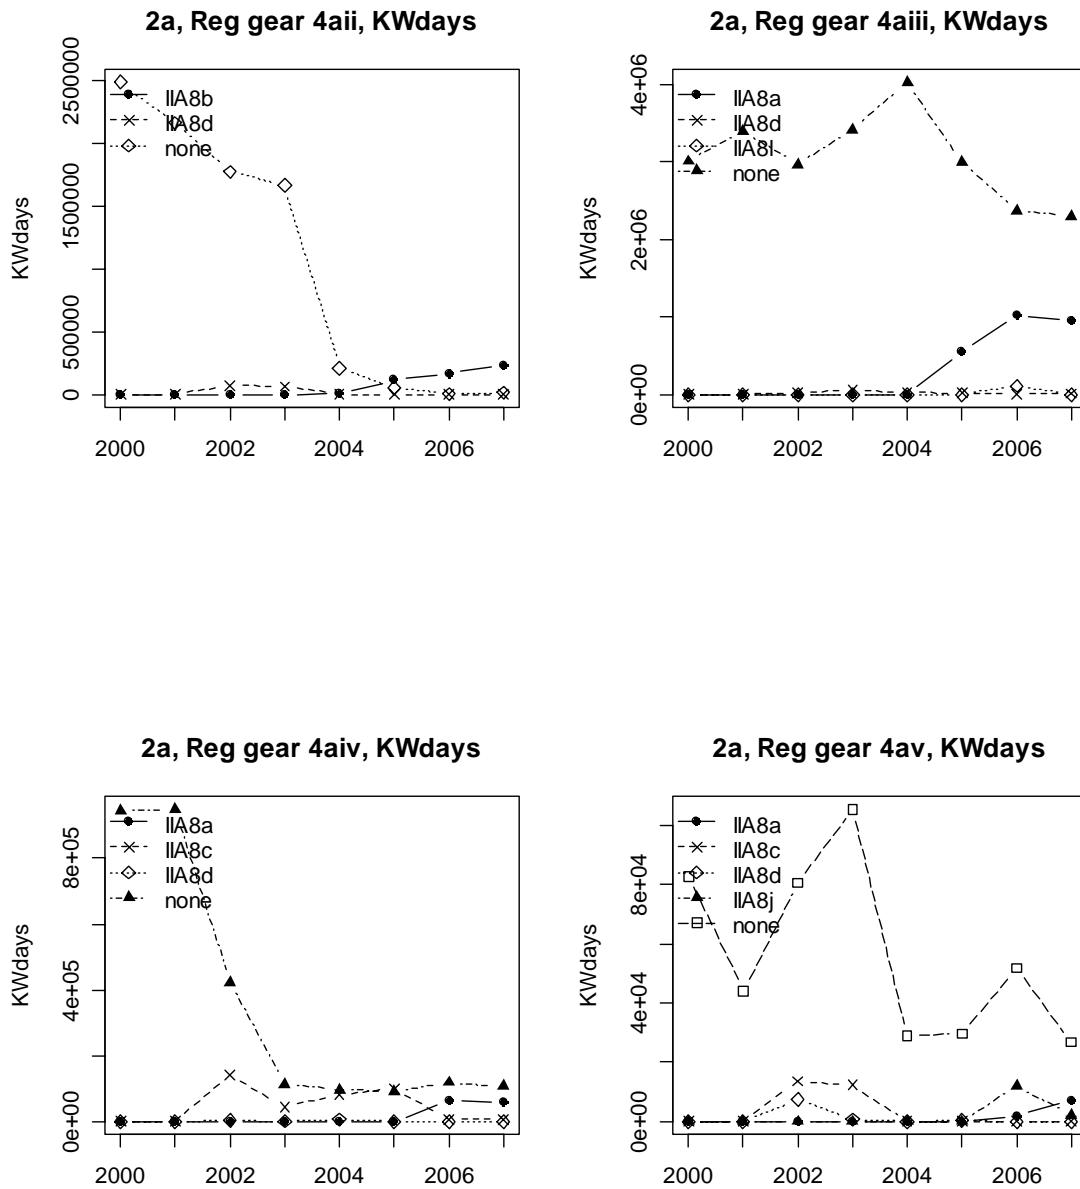 2a, Reg gear 4aii, KWdays
KWdays
0
500000
1500000
2500000
IIA8b
IIA8d
none
2000
2002
2004
2006
2a, Reg gear 4aiii, KWdays
KWdays
0e+00
2e+06
4e+06
IIA8a
IIA8d
IIA8l
none
2000
2002
2004
2006
2a, Reg gear 4aiv, KWdays
KWdays
0e+00
4e+05
8e+05
IIA8a
IIA8c
IIA8d
none
2000
2002
2004
2006
2a, Reg gear 4av, KWdays
KWdays
0e+00
4e+04
8e+04
IIA8a
IIA8c
IIA8d
IIA8j
none
2000
2002
2004
2006